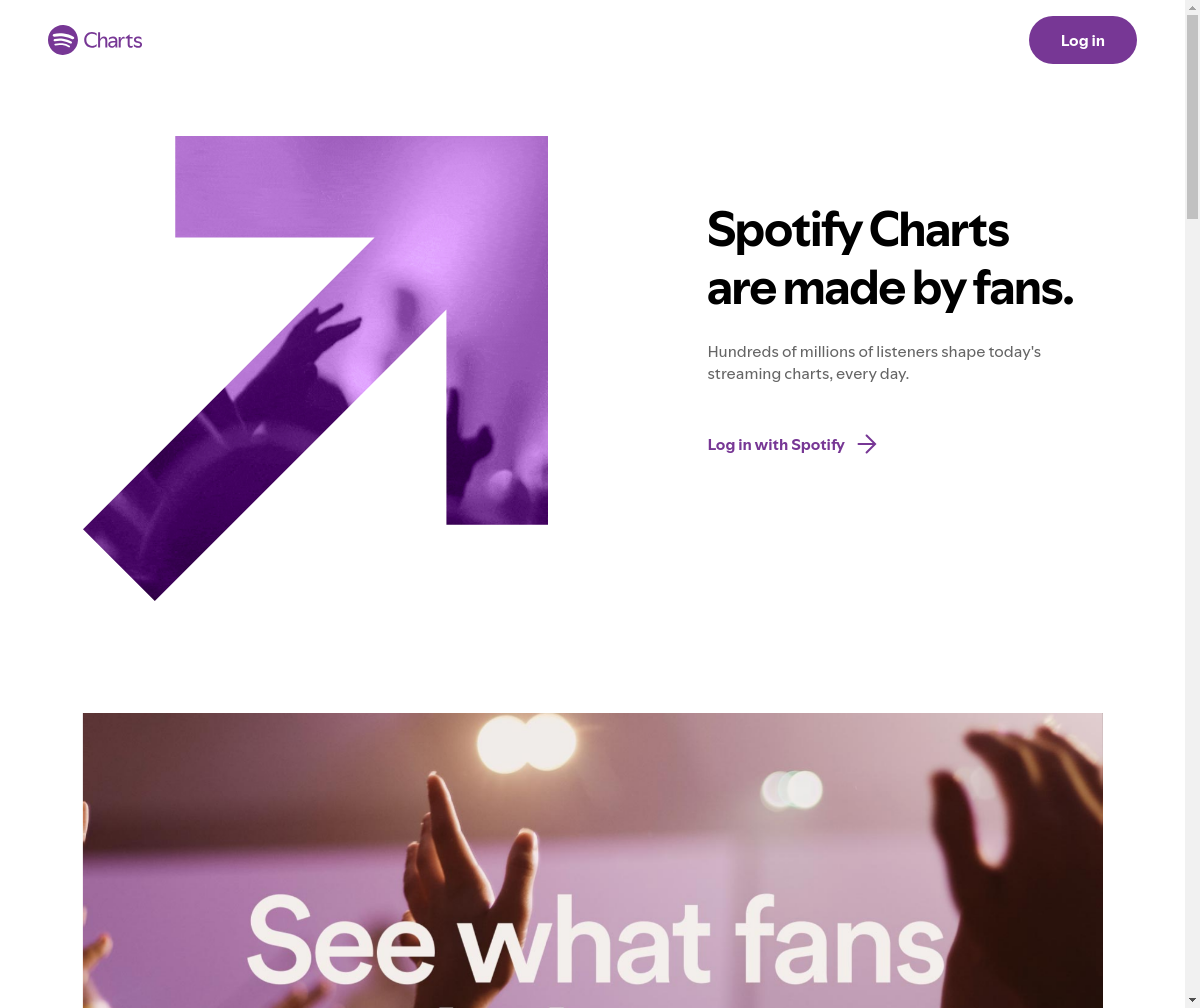 Charts
Log in
Spotify Charts
are made by fans.
Hundreds of millions of listeners shape today's
streaming charts, every day.
Log in with Spotify
See what fans